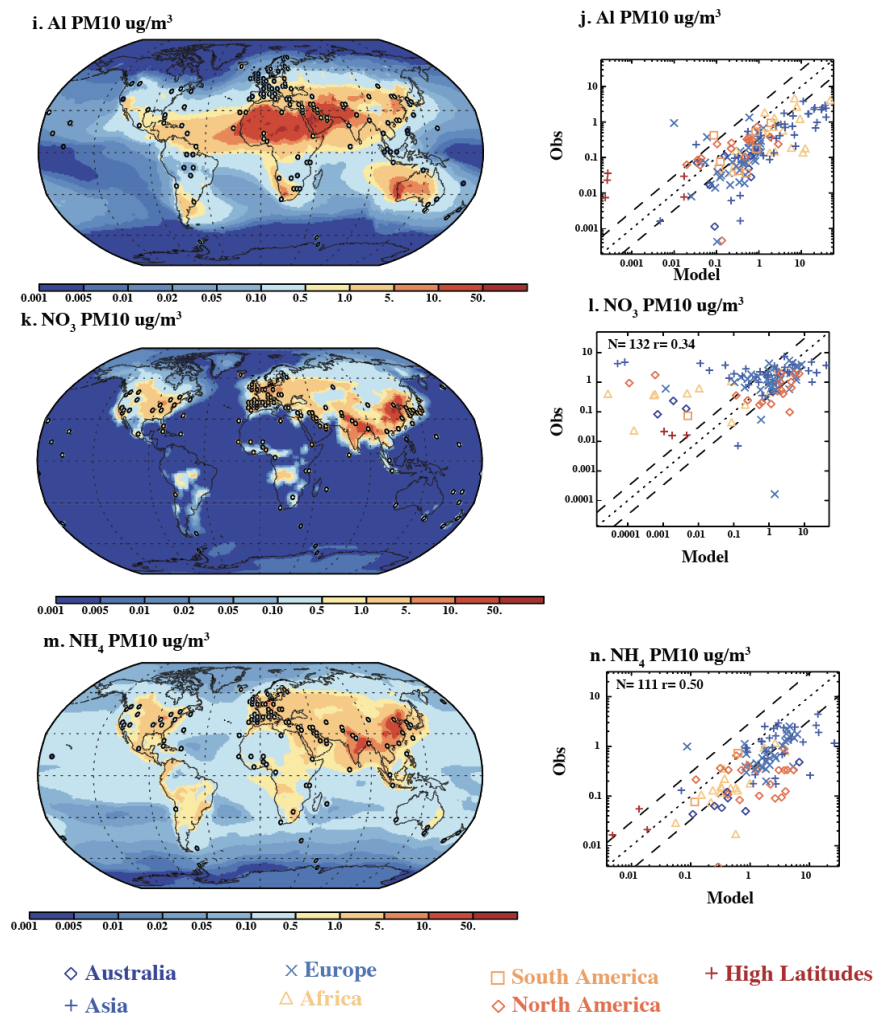 i. Al PM10 ug/m³
0.001 0.005 0.01 0.02 0.05 0.10 0.5 1.0 5. 10. 50.
j. Al PM10 ug/m³
Obs
10
1
0.1
0.01
0.001
0.001 0.01 0.1 1 10
Model
k. NO₃ PM10 ug/m³
0.001 0.005 0.01 0.02 0.05 0.10 0.5 1.0 5. 10. 50.
l. NO₃ PM10 ug/m³
N= 132 r= 0.34
Obs
10
1
0.1
0.01
0.001
0.0001
0.0001 0.001 0.01 0.1 1 10
Model
m. NH₄ PM10 ug/m³
0.001 0.005 0.01 0.02 0.05 0.10 0.5 1.0 5. 10. 50.
n. NH₄ PM10 ug/m³
N= 111 r= 0.50
Obs
10
1
0.1
0.01
0.01 0.1 1 10
Model
Australia Europe South America High Latitudes
Asia Africa North America